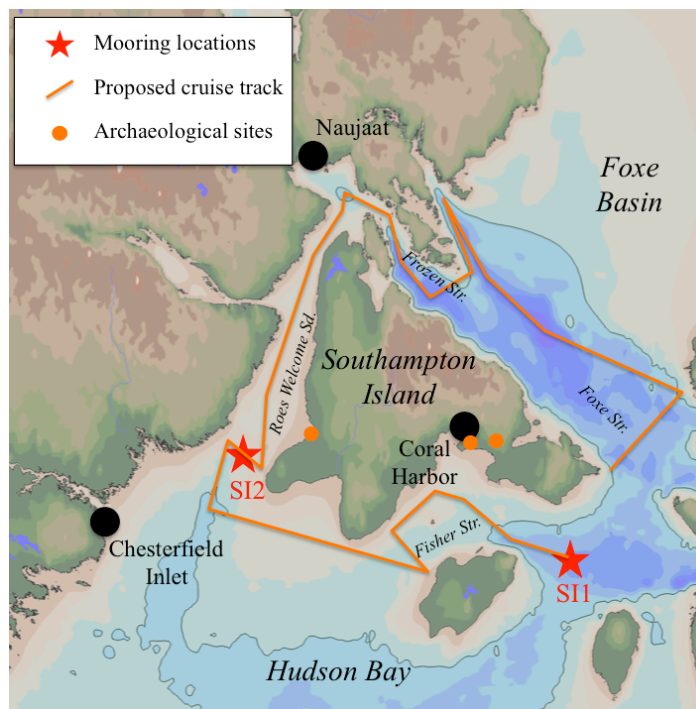 Mooring locations
Proposed cruise track
Archaeological sites
Naujaat
Foxe
Basin
Frozen Str.
Roes Welcome Sd.
Southampton
Island
Foxe Str.
Coral
Harbor
SI2
Fisher Str.
Chesterfield
Inlet
SI1
Hudson Bay